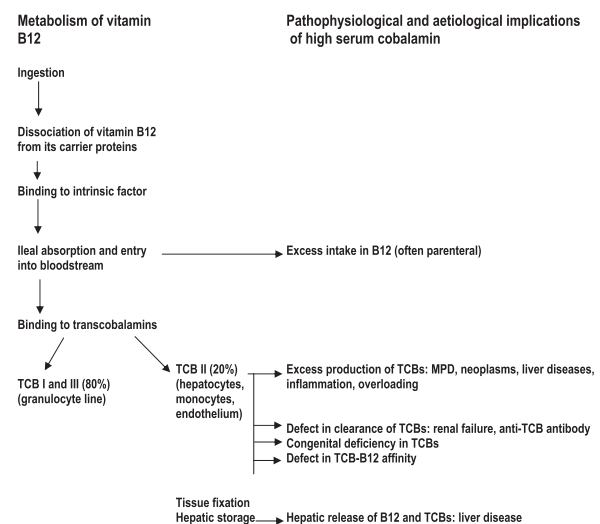 Metabolism of vitamin
B12
Pathophysiological and aetiological implications
of high serum cobalamin
Ingestion
Dissociation of vitamin B12
from its carrier proteins
Binding to intrinsic factor
Ileal absorption and entry
into bloodstream
Excess intake in B12 (often parenteral)
Binding to transcobalamins
TCB I and III (80%)
(granulocyte line)
TCB II (20%)
(hepatocytes,
monocytes,
endothelium)
Excess production of TCBs: MPD, neoplasms, liver diseases,
inflammation, overloading
Defect in clearance of TCBs: renal failure, anti-TCB antibody
Congenital deficiency in TCBs
Defect in TCB-B12 affinity
Tissue fixation
Hepatic storage
Hepatic release of B12 and TCBs: liver disease